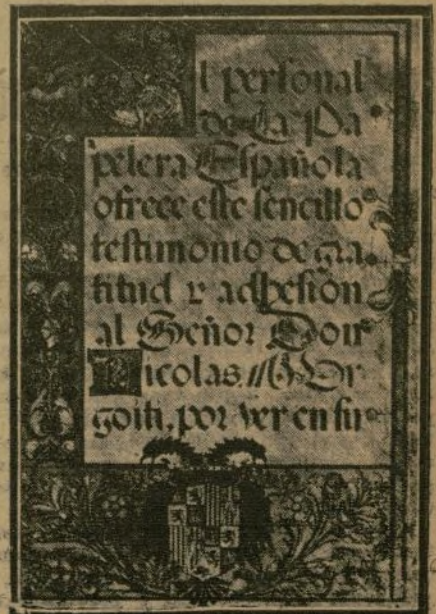 El personal
de La Pa
pelera Española
ofrece este sencillo
testimonio de gra
titud y adhesion
al Señor Don
Nicolas M. Ur
goiti, por ver en su